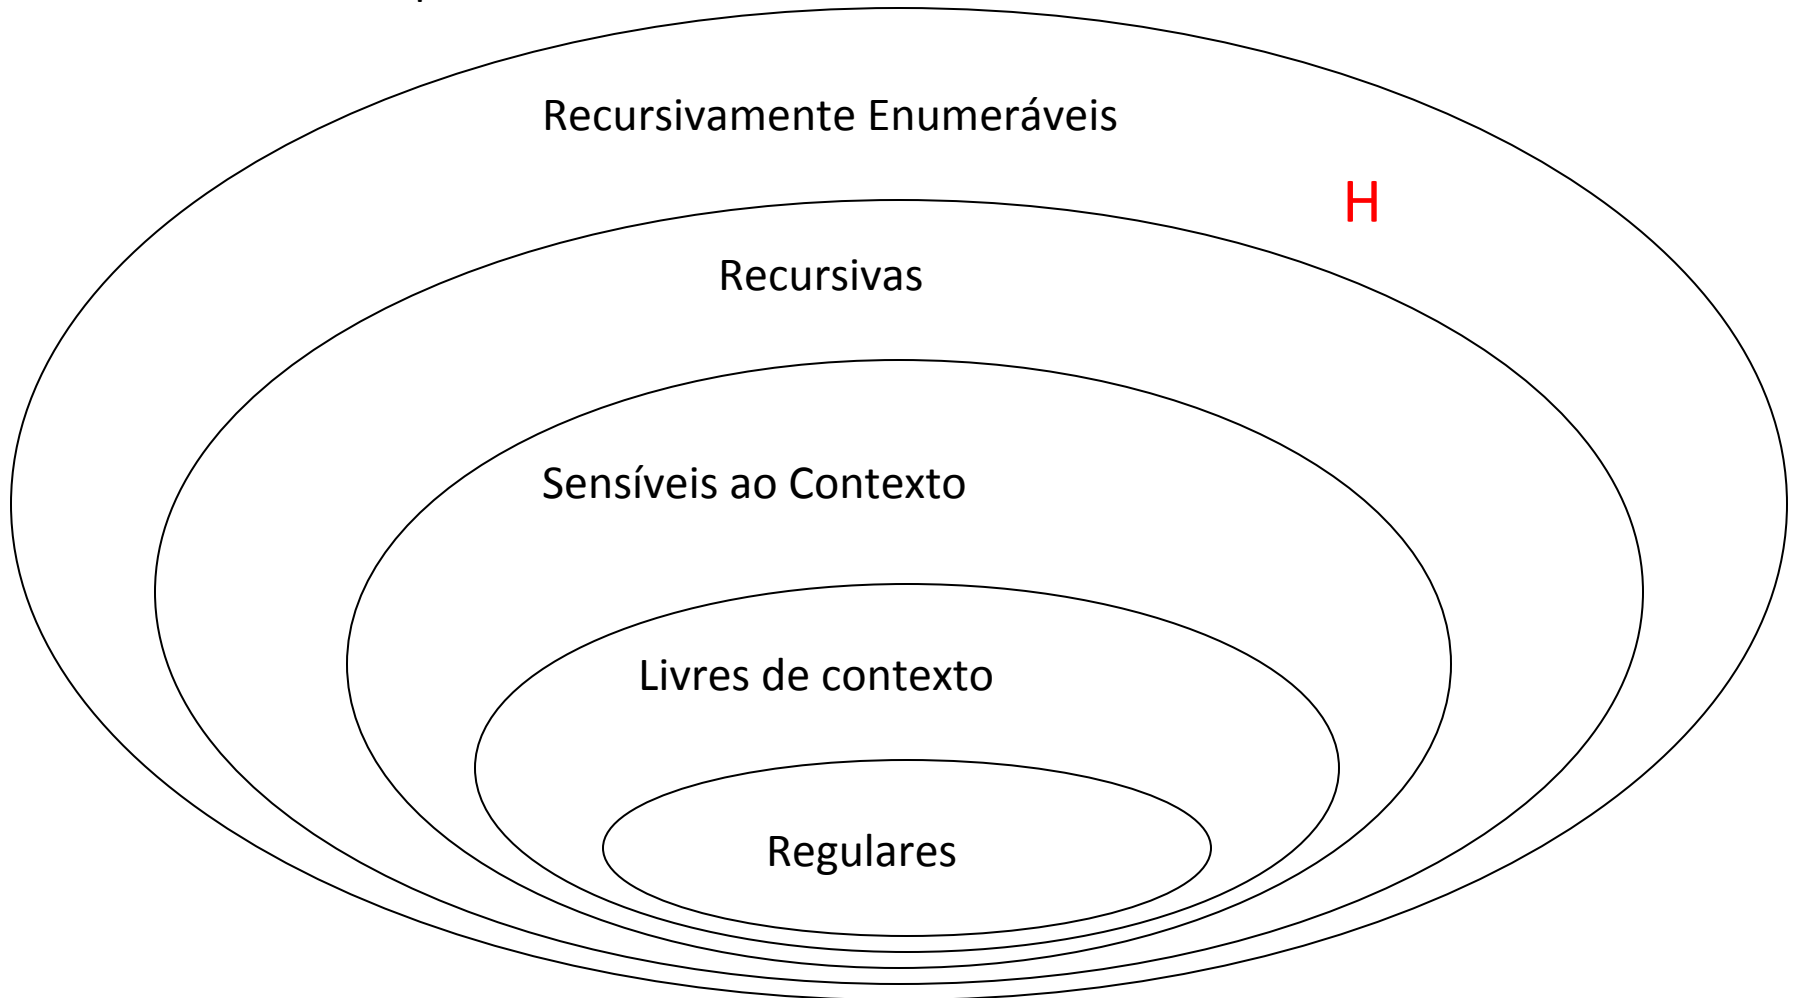 Recursivamente Enumeráveis
H
Recursivas
Sensíveis ao Contexto
Livres de contexto
Regulares